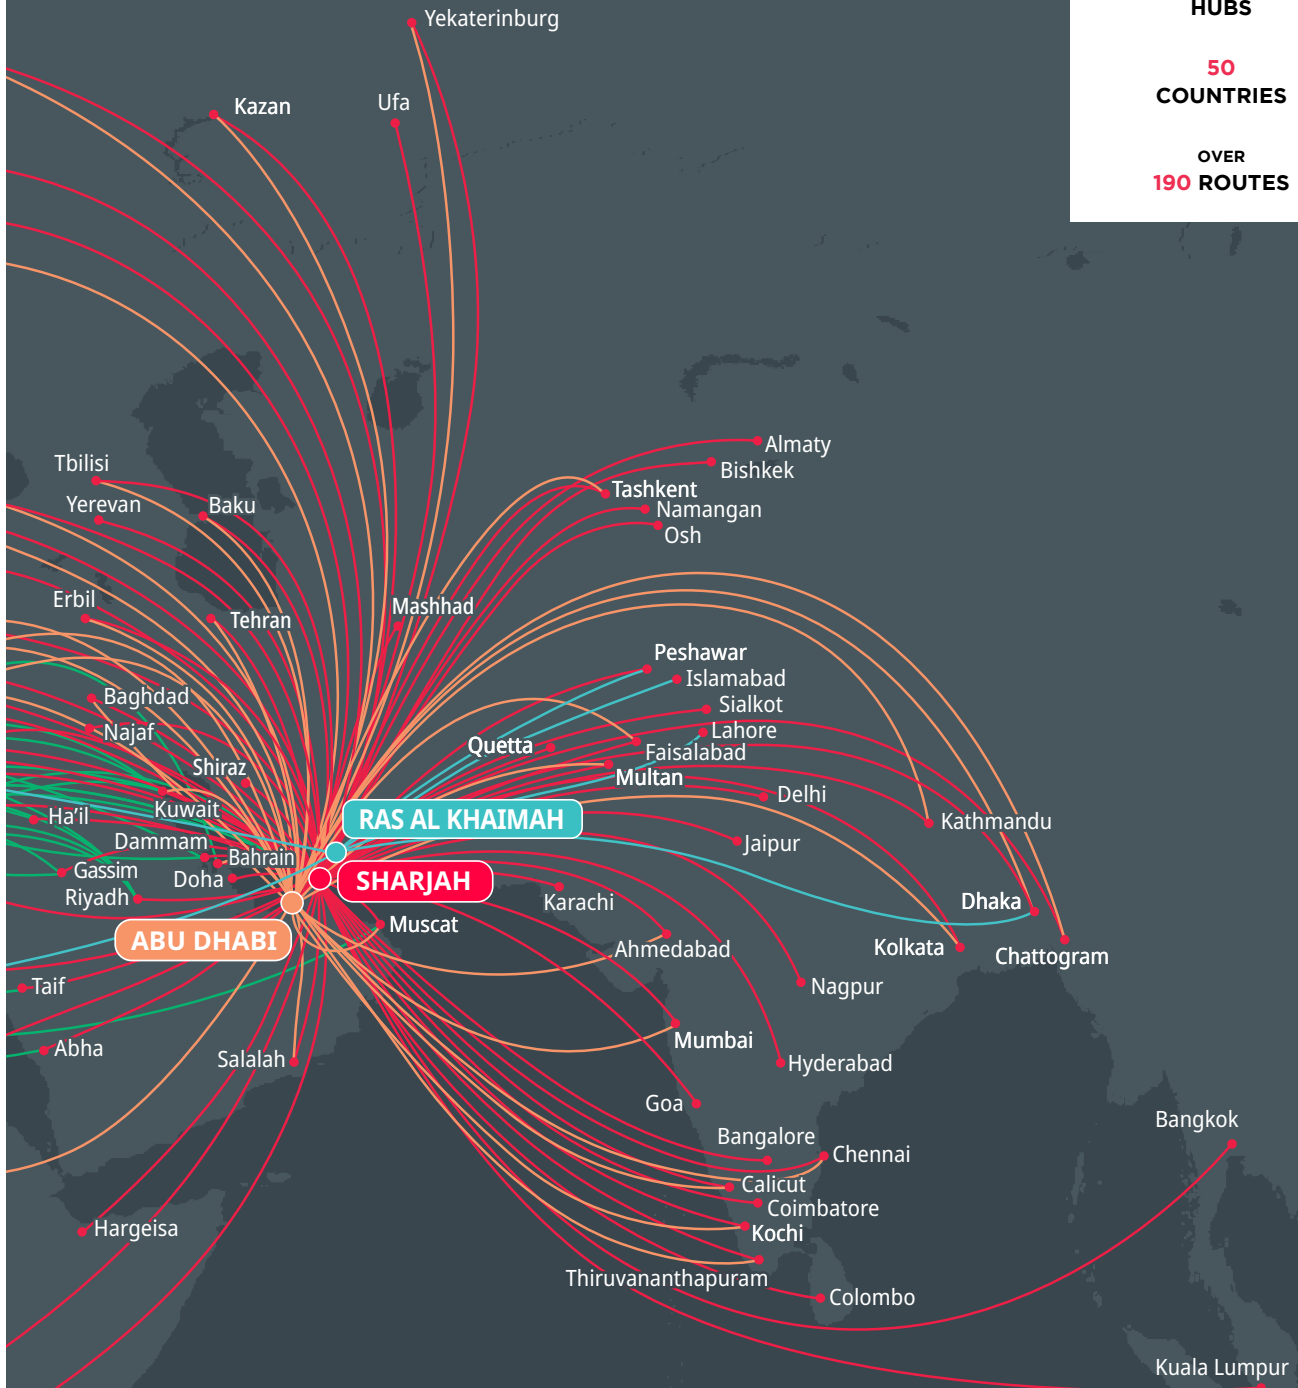 Yekaterinburg
HUBS
50
COUNTRIES
OVER
190 ROUTES
Kazan
Ufa
Almaty
Bishkek
Tashkent
Namangan
Osh
Tbilisi
Yerevan
Baku
Erbil
Tehran
Mashhad
Peshawar
Islamabad
Sialkot
Lahore
Quetta
Faisalabad
Multan
Baghdad
Najaf
Shiraz
Kuwait
Delhi
Ha'il
RAS AL KHAIMAH
Kathmandu
Dammam
Bahrain
Jaipur
Gassim
Doha
SHARJAH
Riyadh
Karachi
Dhaka
Muscat
ABU DHABI
Ahmedabad
Kolkata
Chattogram
Taif
Nagpur
Abha
Salalah
Mumbai
Hyderabad
Goa
Bangkok
Bangalore
Chennai
Calicut
Coimbatore
Kochi
Hargeisa
Thiruvananthapuram
Colombo
Kuala Lumpur